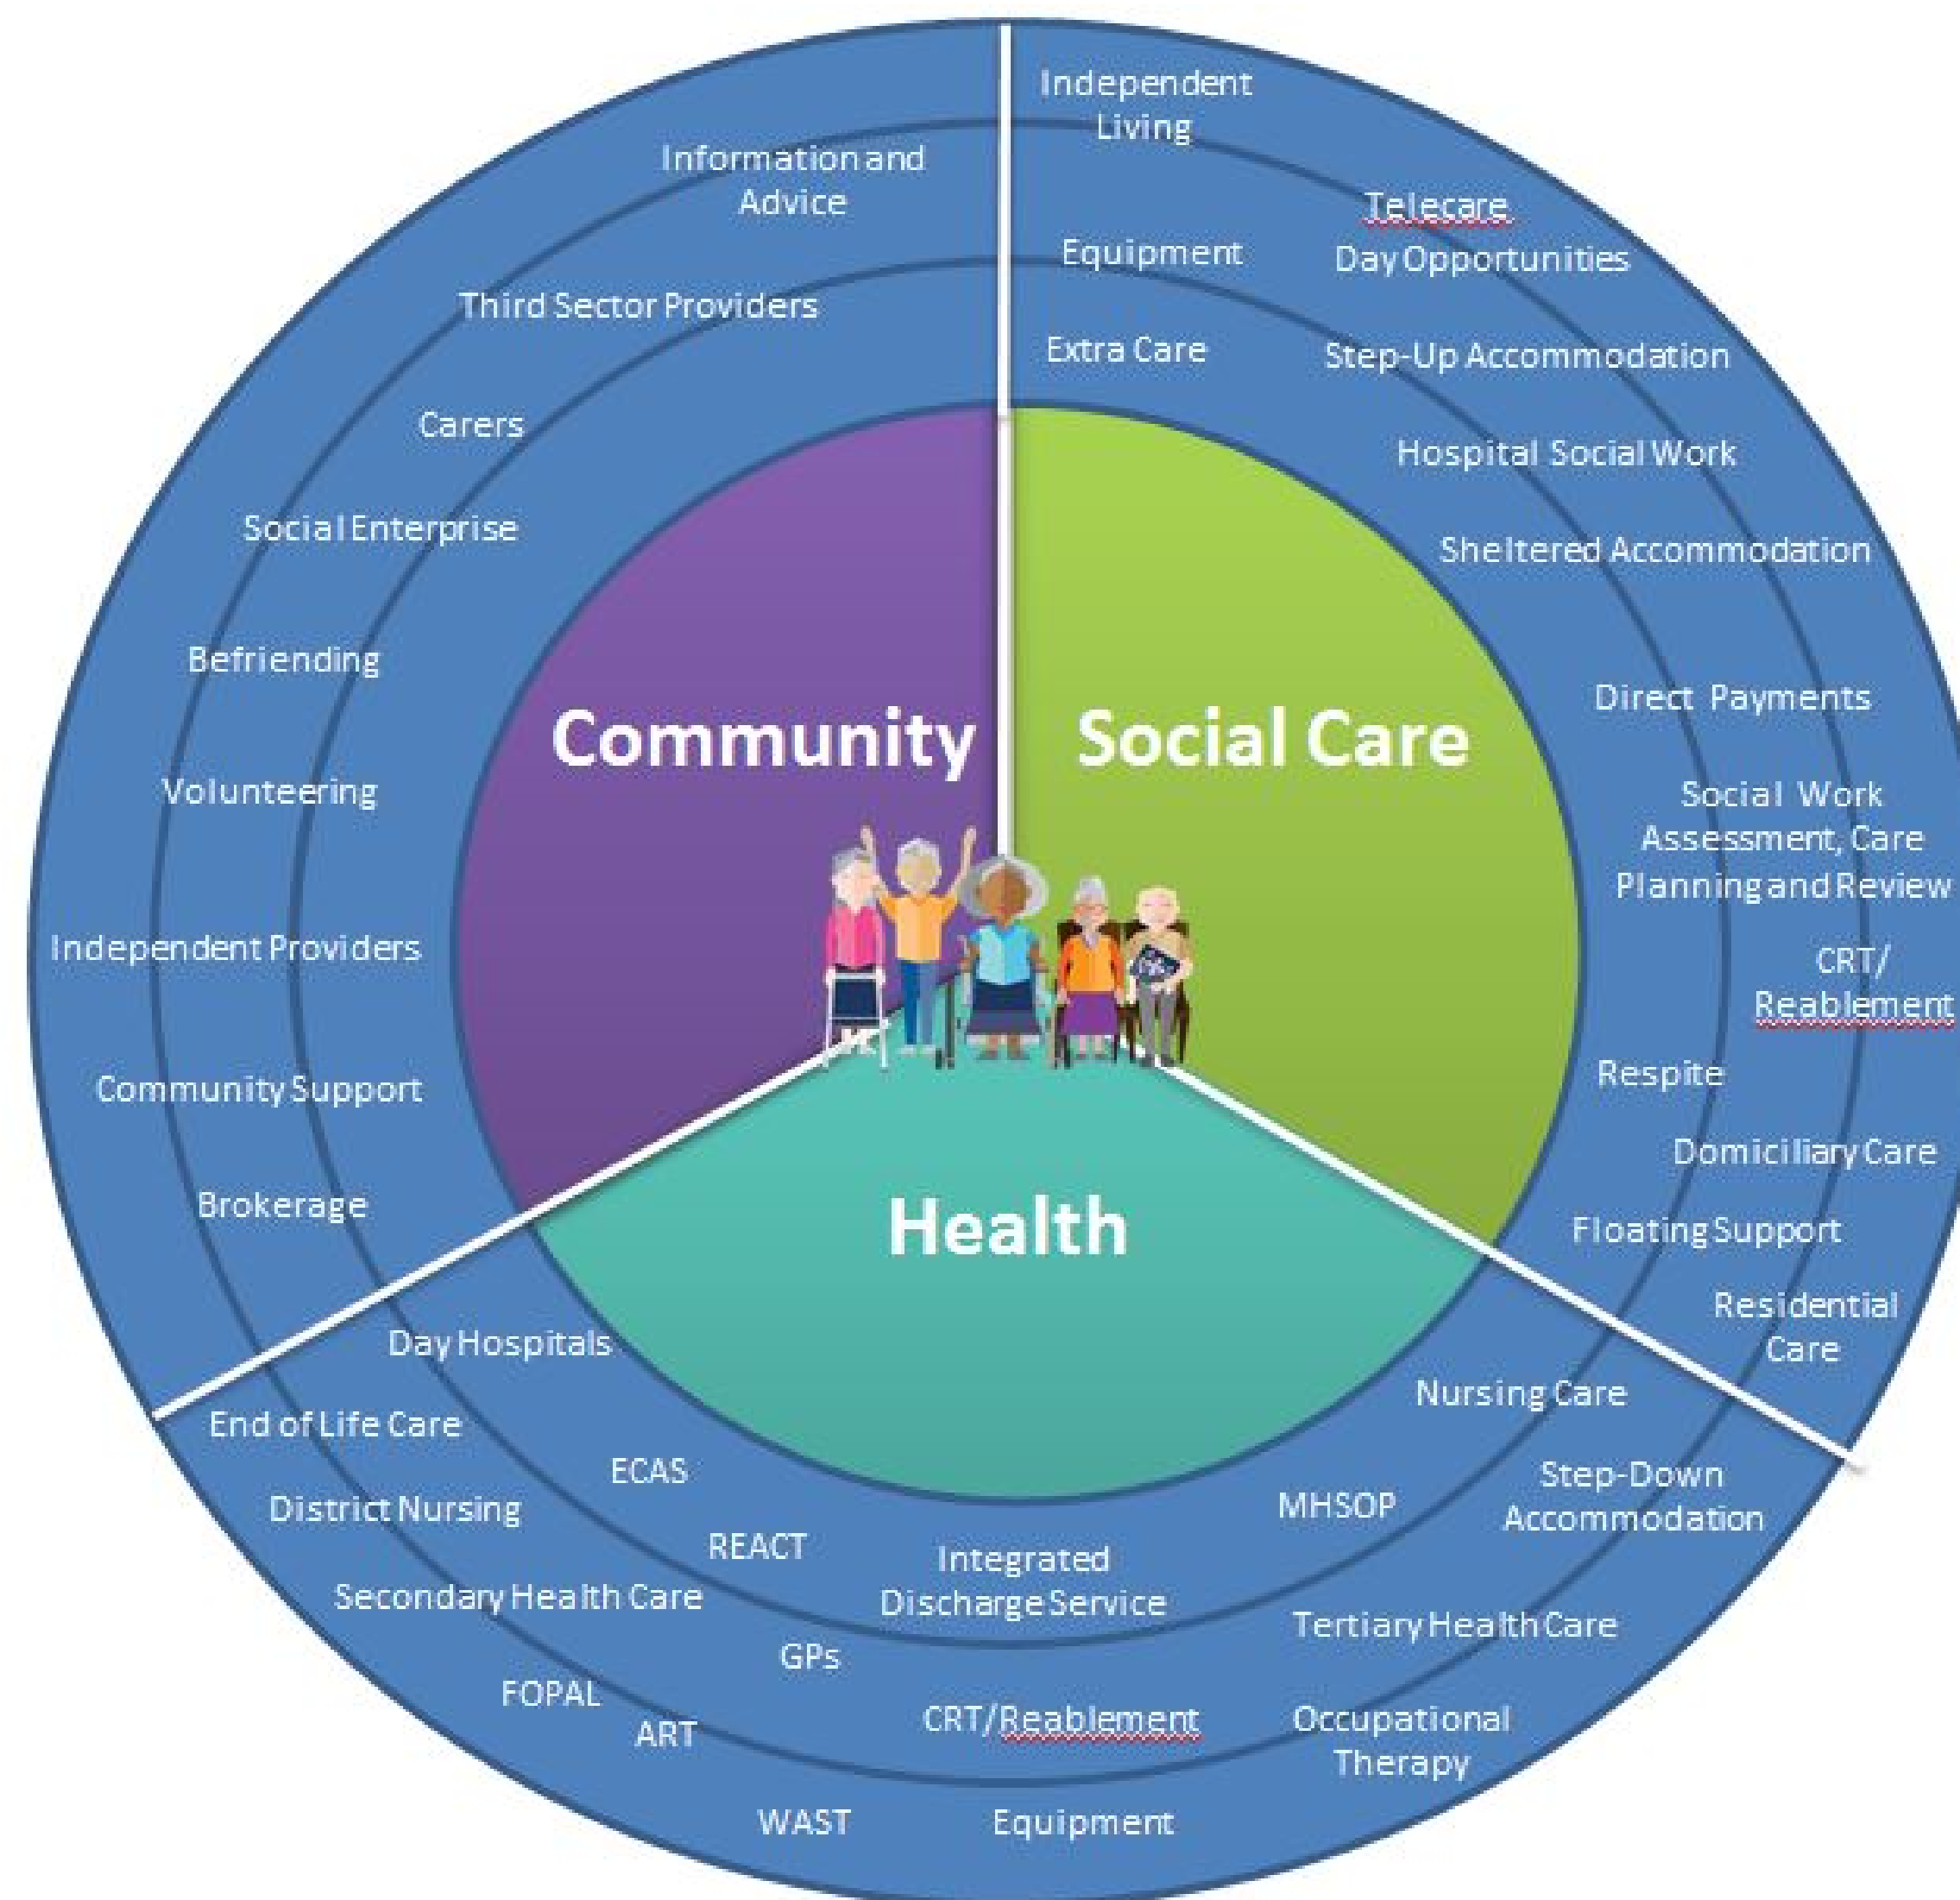 Community
Social Care
Health
Information and
Advice
Third Sector Providers
Carers
Social Enterprise
Befriending
Volunteering
Independent Providers
Community Support
Brokerage
Independent
Living
Telecare
Equipment
Day Opportunities
Extra Care
Step-Up Accommodation
Hospital Social Work
Sheltered Accommodation
Direct Payments
Social Work
Assessment, Care
Planning and Review
CRT/
Reablement
Respite
Domiciliary Care
Floating Support
Residential
Care
Day Hospitals
Nursing Care
End of Life Care
ECAS
Step-Down
Accommodation
District Nursing
MHSOP
REACT
Integrated
Discharge Service
Secondary Health Care
Tertiary Health Care
GPs
FOPAL
ART
CRT/Reablement
Occupational
Therapy
WAST
Equipment